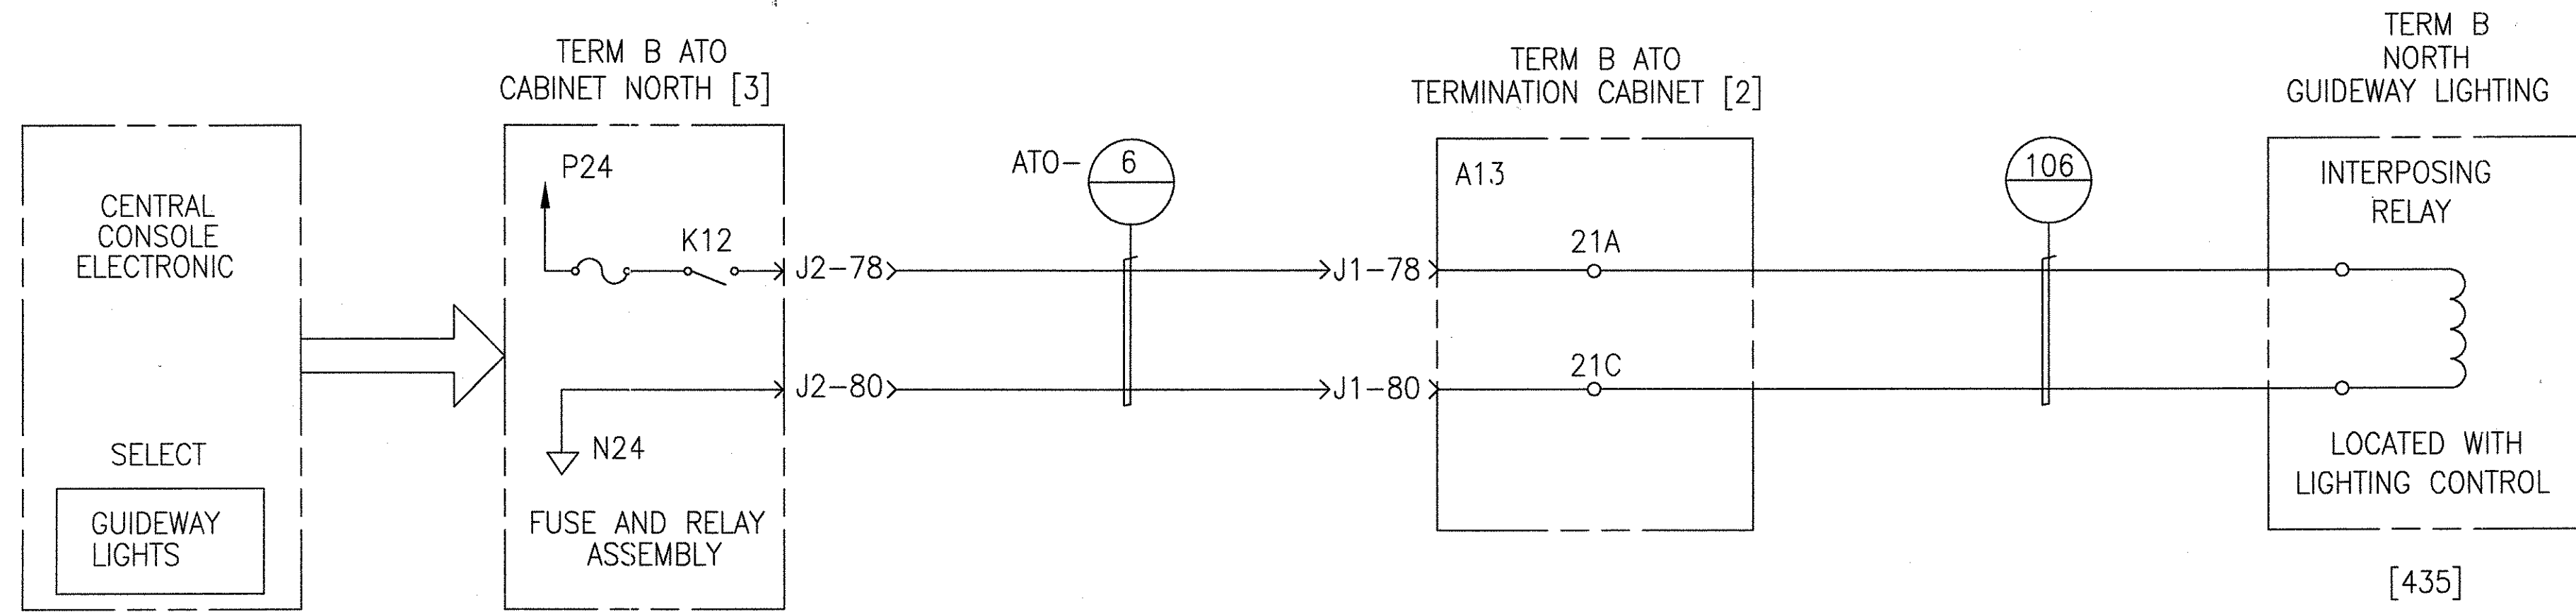 TERM B ATO
CABINET NORTH [3]
TERM B ATO
TERMINATION CABINET [2]
TERM B
NORTH
GUIDEWAY LIGHTING
CENTRAL
CONSOLE
ELECTRONIC
SELECT
GUIDEWAY
LIGHTS
P24
K12
N24
FUSE AND RELAY
ASSEMBLY
J2-78
J2-80
ATO-
6
J1-78
J1-80
A13
21A
21C
106
INTERPOSING
RELAY
LOCATED WITH
LIGHTING CONTROL
[435]